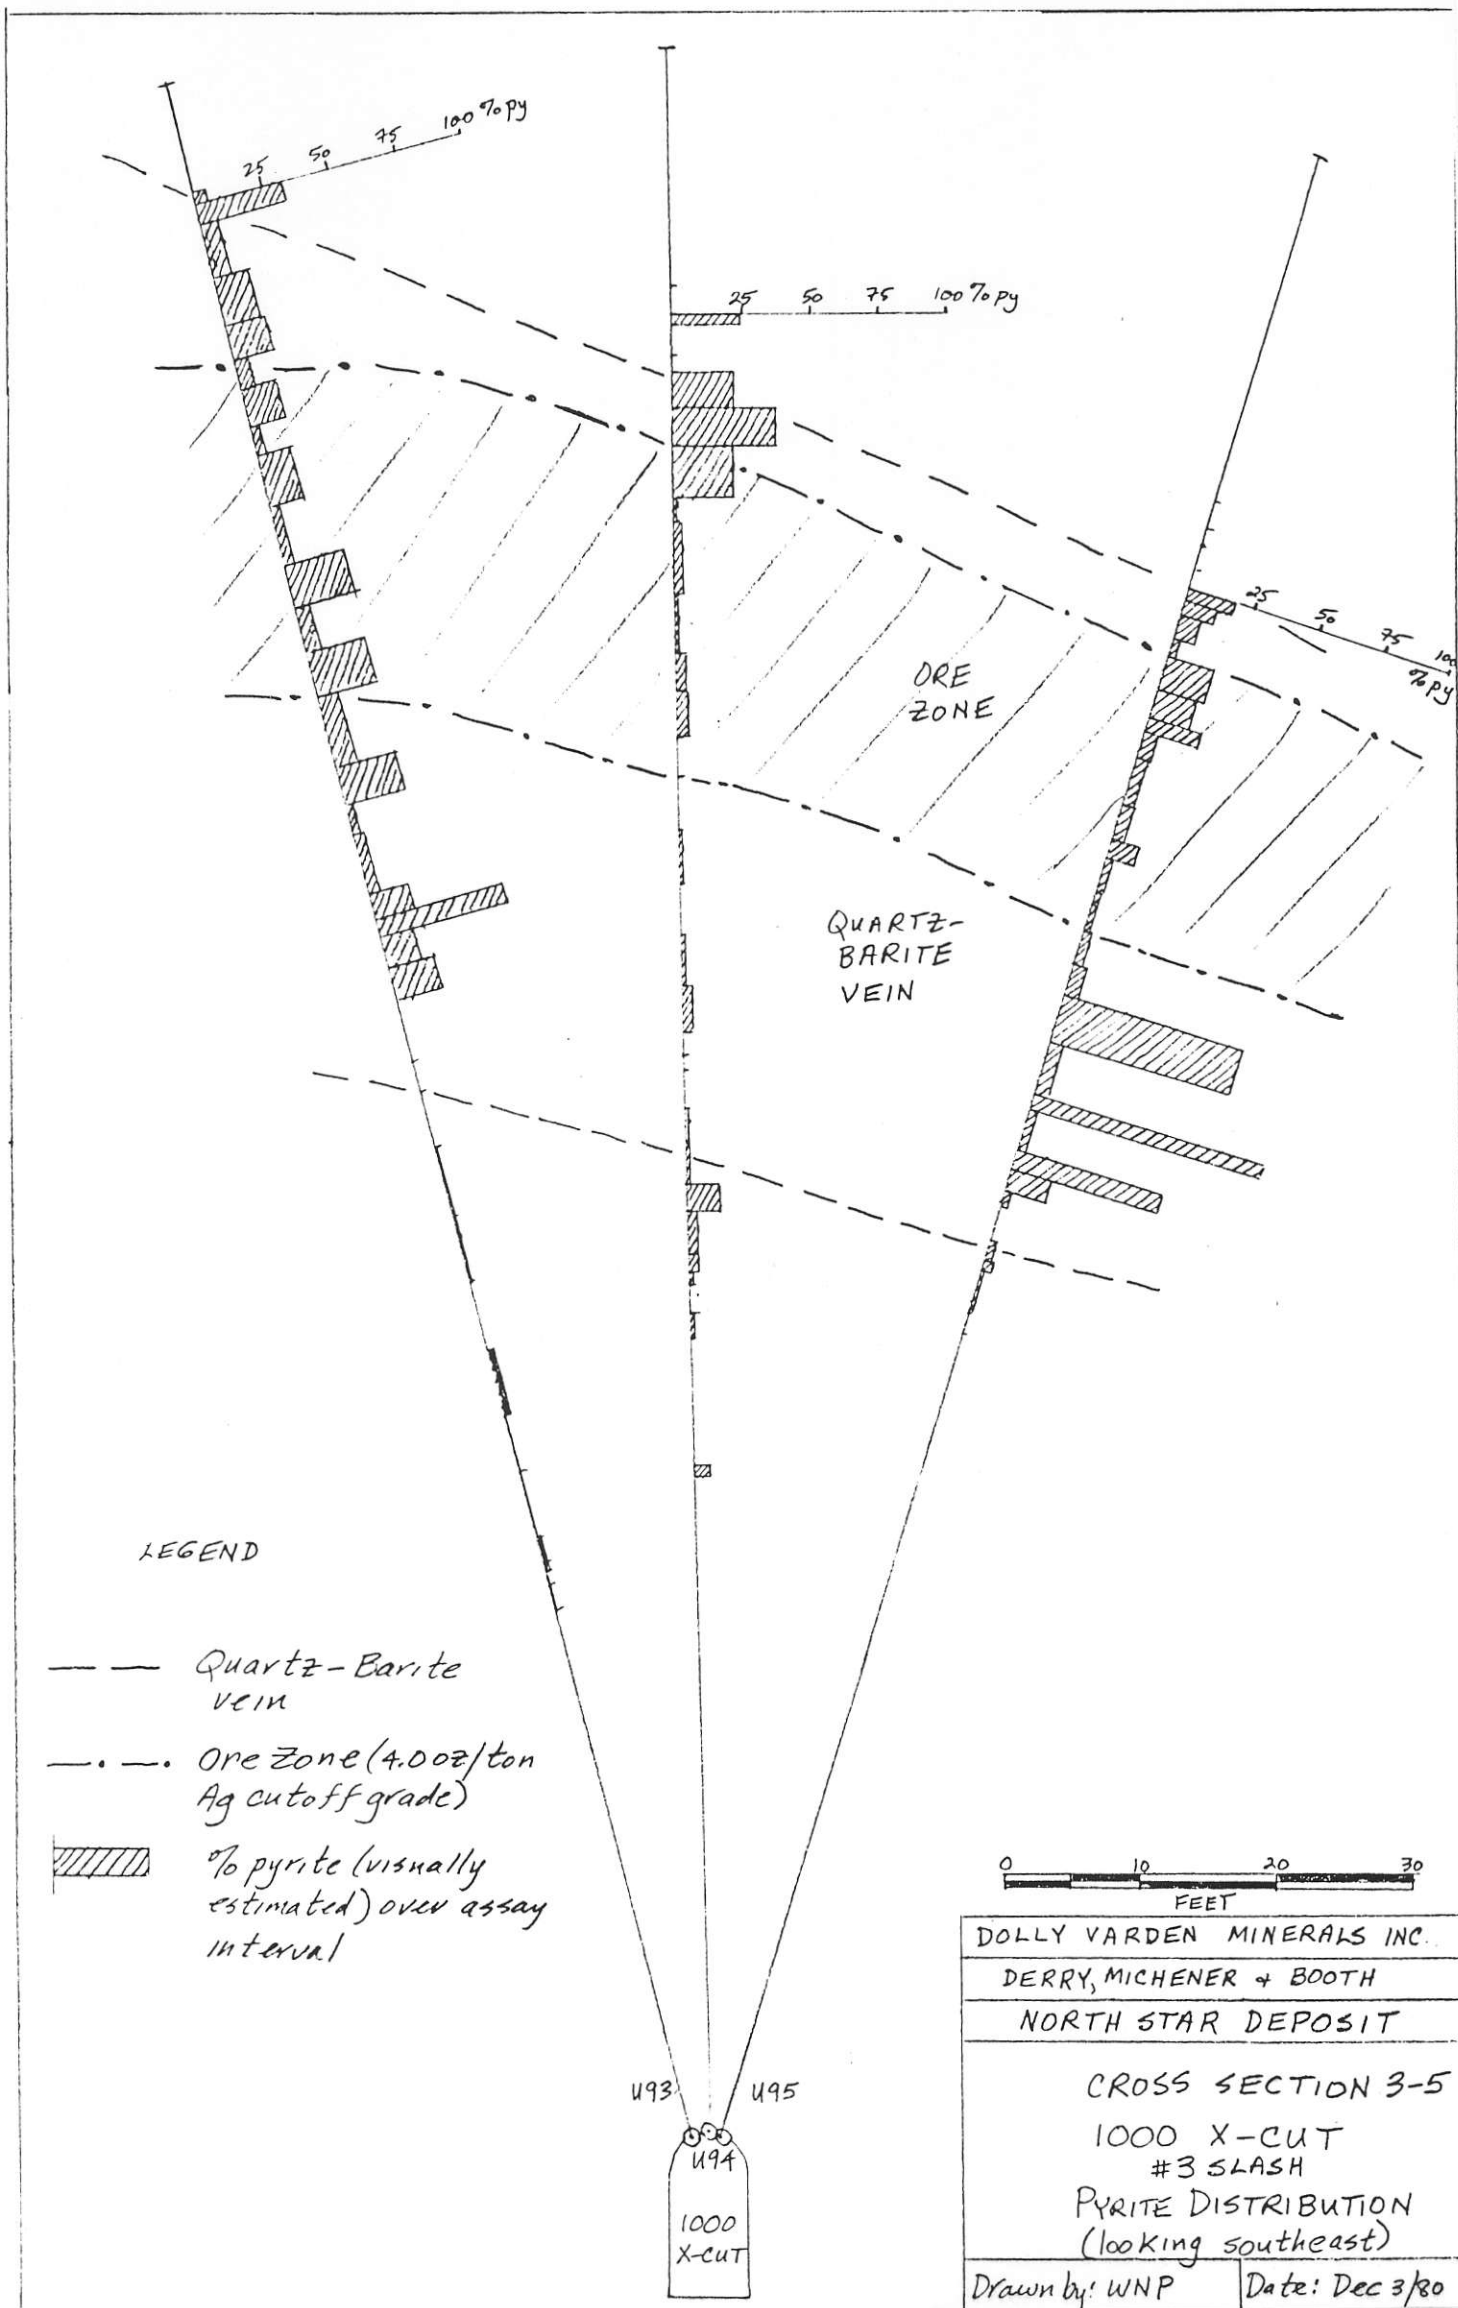 25 50 75 100 % py
25 50 75 100 % py
25 50 75 100
% py
ORE
ZONE
QUARTZ-
BARITE
VEIN
LEGEND
Quartz-Barite
vein
Ore Zone (4.0 oz/ton
Ag cutoff grade)
% pyrite (visually
estimated) over assay
interval
0 10 20 30
FEET
DOLLY VARDEN MINERALS INC.
DERRY, MICHENER & BOOTH
NORTH STAR DEPOSIT
CROSS SECTION 3-5
1000 X-CUT
#3 SLASH
PYRITE DISTRIBUTION
(looking southeast)
Drawn by: WNP Date: Dec 3/80
U93 U95
U94
1000
X-CUT